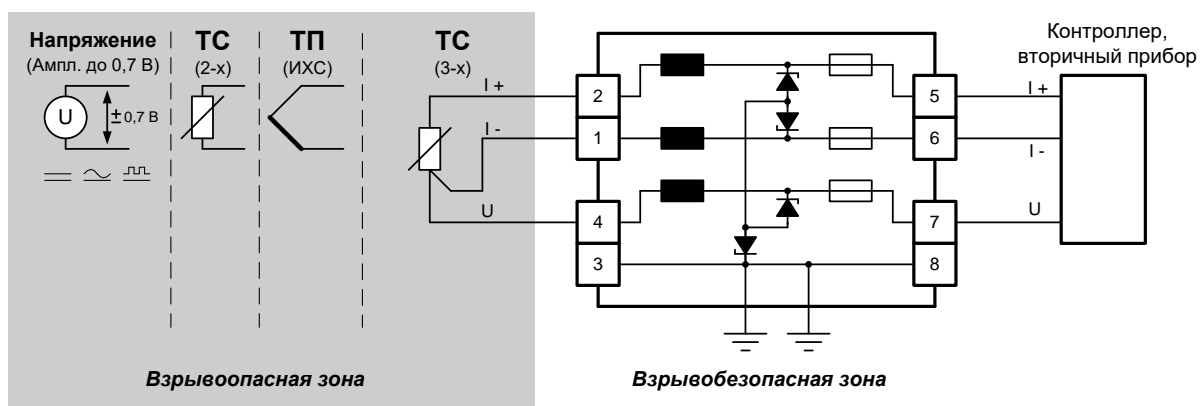 Напряжение
(Ампл. до 0,7 В)
U
± 0,7 В
ТС
(2-х)
ТП
(ИХС)
ТС
(3-х)
I +
I -
U
2
1
4
3
5
6
7
8
I +
I -
U
Контроллер,
вторичный прибор
Взрывоопасная зона
Взрывобезопасная зона